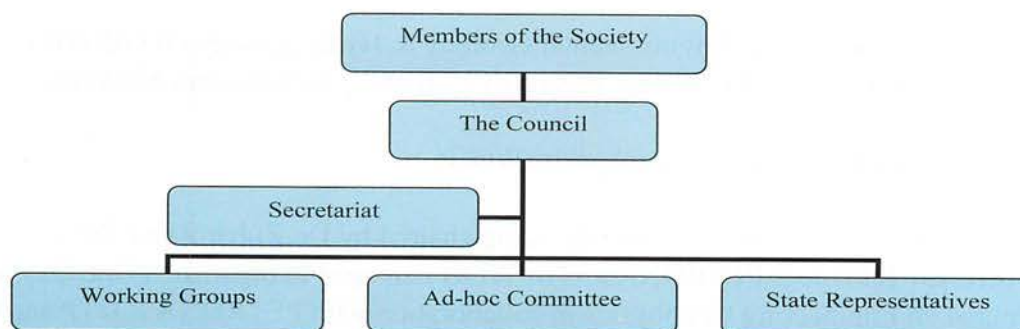 Members of the Society
The Council
Secretariat
Working Groups
Ad-hoc Committee
State Representatives